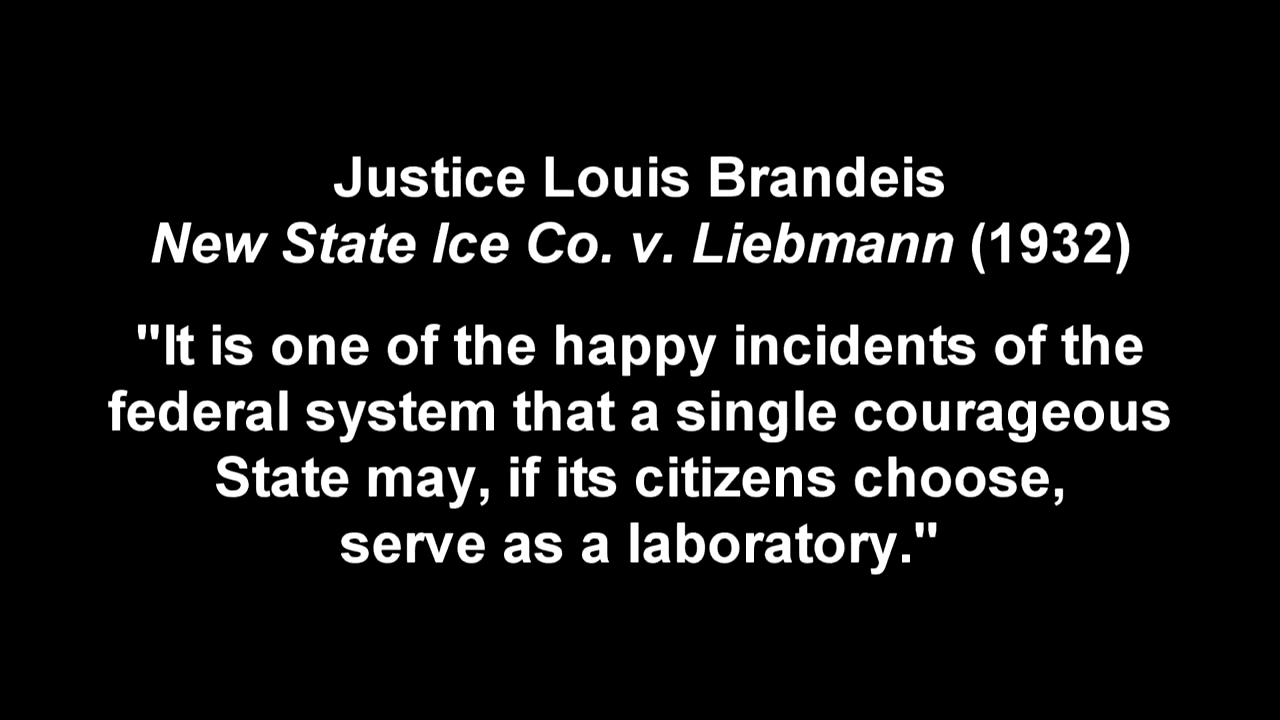 Justice Louis Brandeis
New State Ice Co. v. Liebmann (1932)
"It is one of the happy incidents of the
federal system that a single courageous
State may, if its citizens choose,
serve as a laboratory."